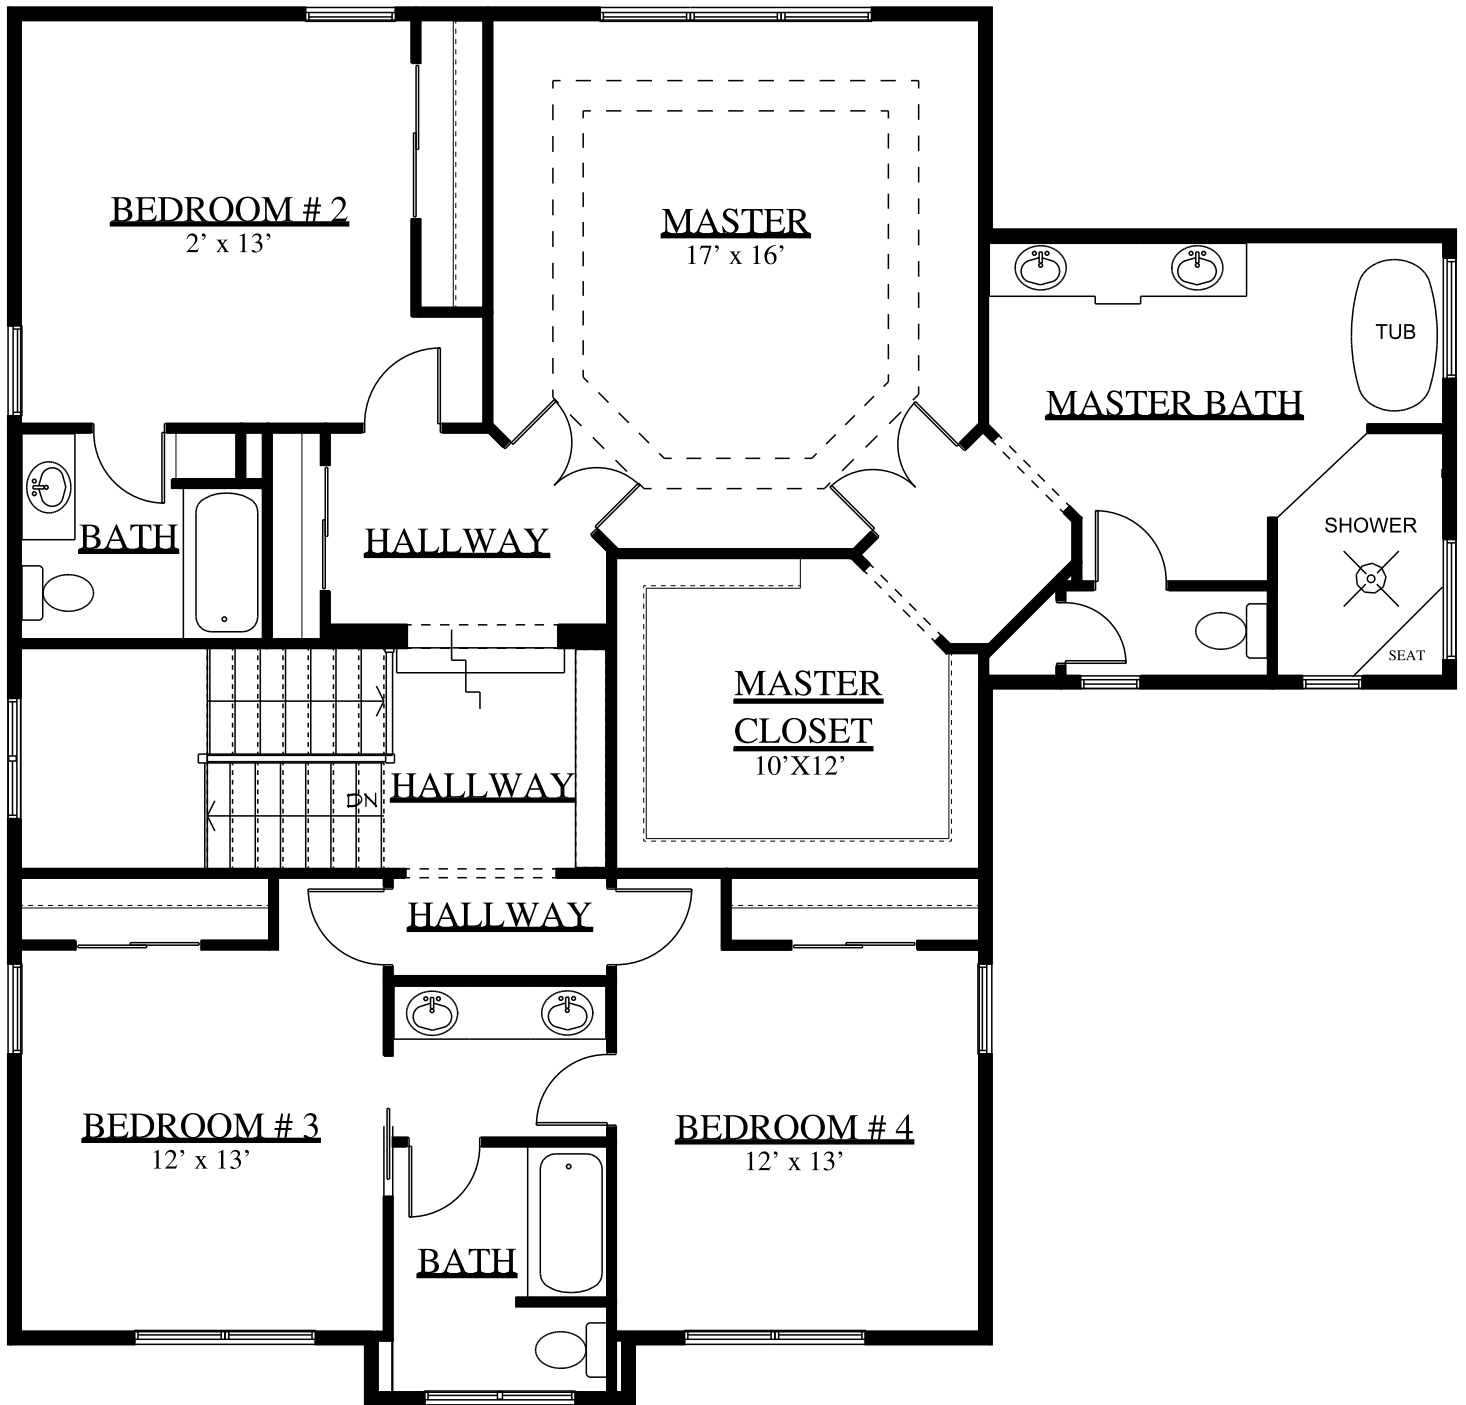 BEDROOM # 2
2' x 13'
MASTER
17' x 16'
TUB
MASTER BATH
BATH
HALLWAY
SHOWER
SEAT
MASTER
CLOSET
10'X12'
HALLWAY
DN
HALLWAY
BEDROOM # 3
12' x 13'
BEDROOM # 4
12' x 13'
BATH